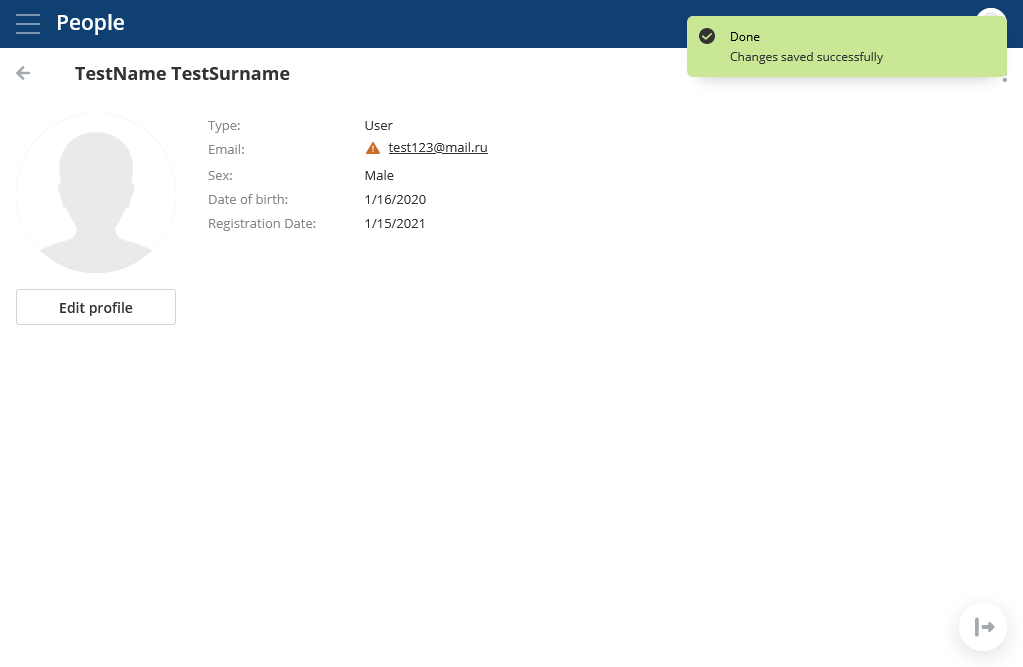 People
Done
Changes saved successfully
TestName TestSurname
Type: User
Email: test123@mail.ru
Sex: Male
Date of birth: 1/16/2020
Registration Date: 1/15/2021
Edit profile